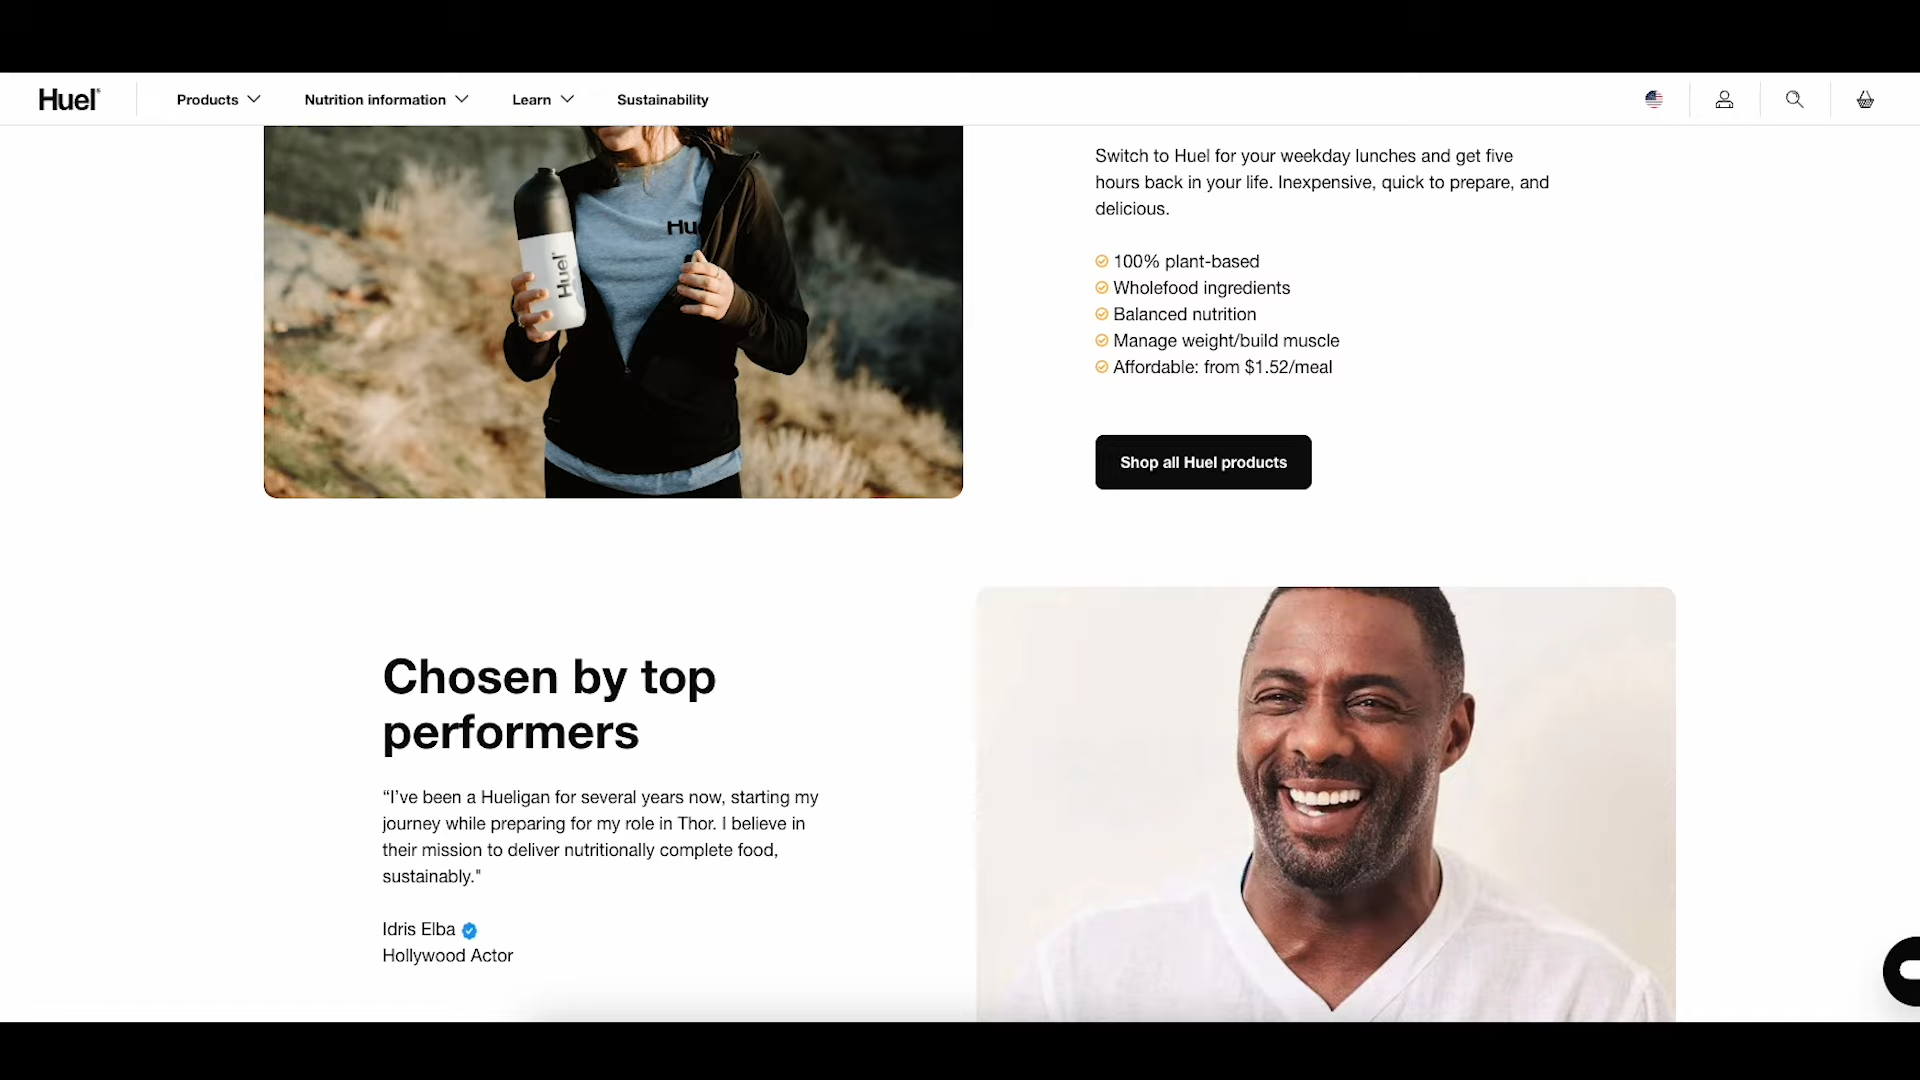 Huel®
Products
Nutrition information
Learn
Sustainability
Huel®
Switch to Huel for your weekday lunches and get five
hours back in your life. Inexpensive, quick to prepare, and
delicious.
100% plant-based
Wholefood ingredients
Balanced nutrition
Manage weight/build muscle
Affordable: from $1.52/meal
Shop all Huel products
Chosen by top
performers
“I’ve been a Hueligan for several years now, starting my
journey while preparing for my role in Thor. I believe in
their mission to deliver nutritionally complete food,
sustainably."
Idris Elba
Hollywood Actor